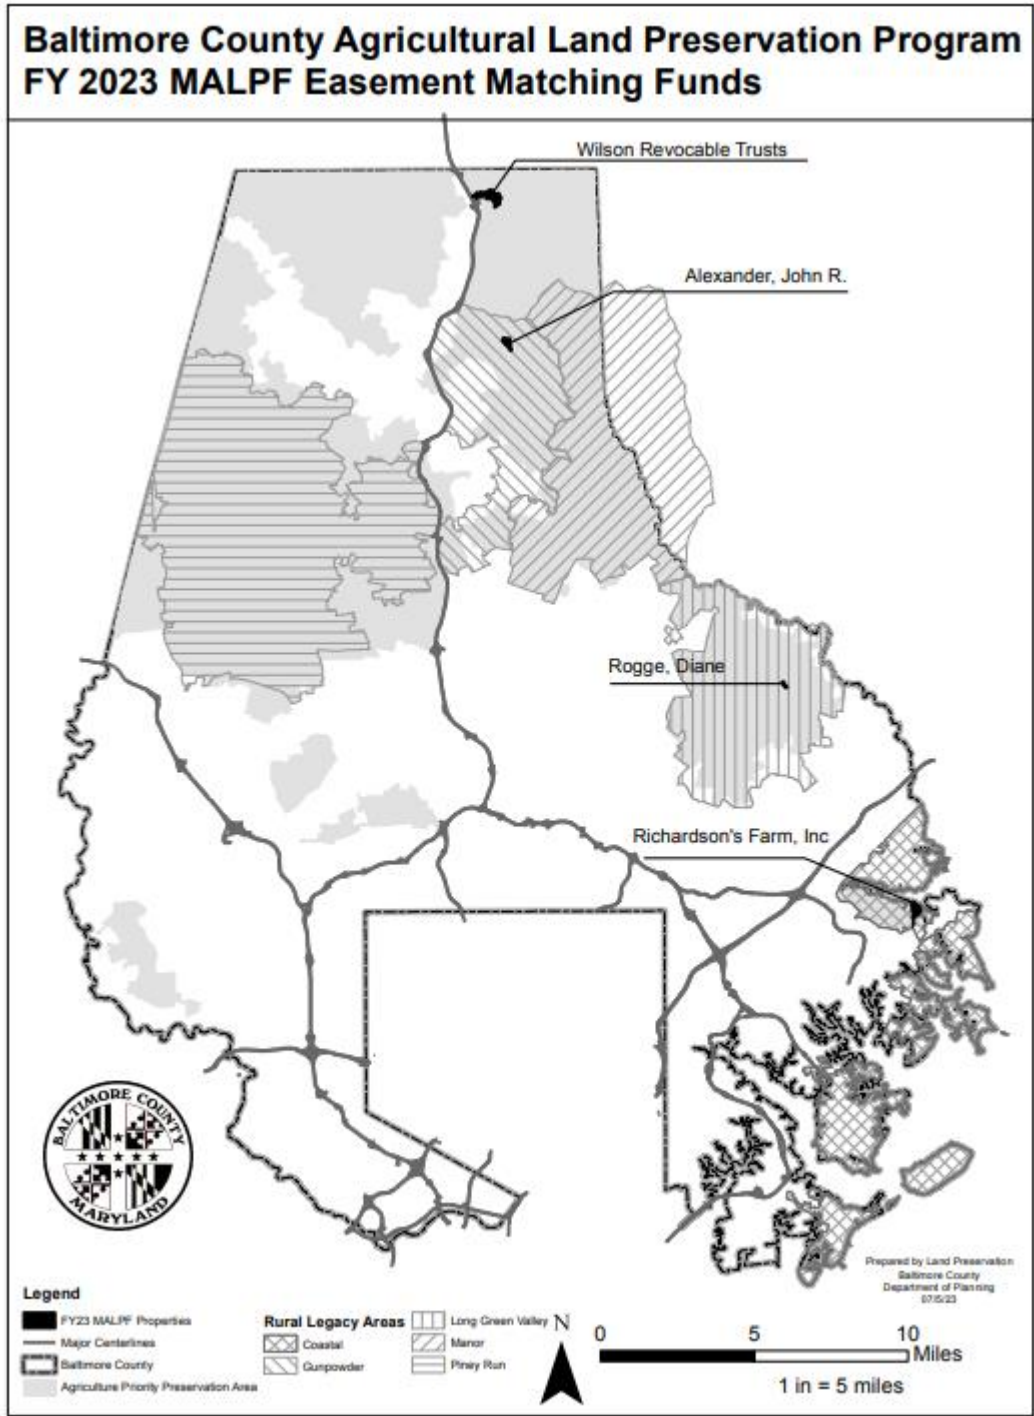 Baltimore County Agricultural Land Preservation Program
FY 2023 MALPF Easement Matching Funds
Wilson Revocable Trusts
Alexander, John R.
Rogge, Diane
Richardson's Farm, Inc
BALTIMORE COUNTY
MARYLAND
Prepared by Land Preservation
Baltimore County
Department of Planning
07/5/23
Legend
FY23 MALPF Properties
Major Centerlines
Baltimore County
Agriculture Priority Preservation Area
Rural Legacy Areas
Coastal
Gunpowder
Long Green Valley
Manor
Piney Run
N
0 5 10
Miles
1 in = 5 miles